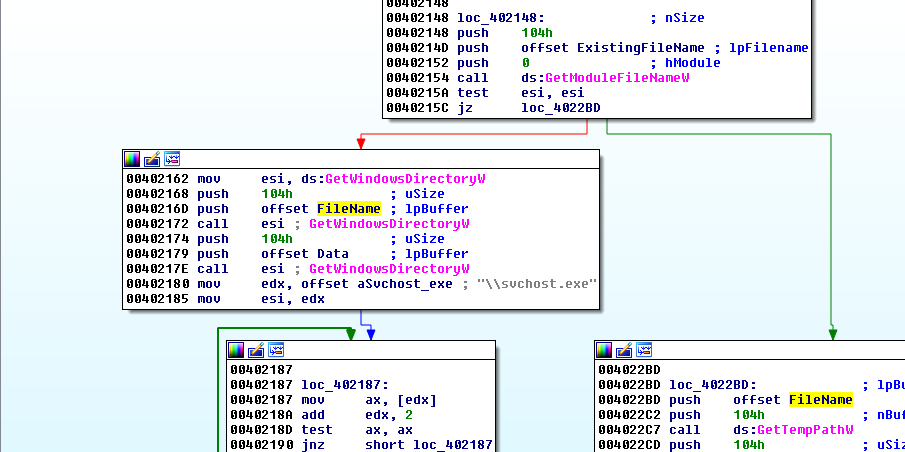 00402148
00402148 loc_402148: ; nSize
00402148 push 104h
0040214D push offset ExistingFileName ; lpFilename
00402152 push 0 ; hModule
00402154 call ds:GetModuleFileNameW
0040215A test esi, esi
0040215C jz loc_4022BD
00402162 mov esi, ds:GetWindowsDirectoryW
00402168 push 104h ; uSize
0040216D push offset FileName ; lpBuffer
00402172 call esi ; GetWindowsDirectoryW
00402174 push 104h ; uSize
00402179 push offset Data ; lpBuffer
0040217E call esi ; GetWindowsDirectoryW
00402180 mov edx, offset aSvchost_exe ; "\\svchost.exe"
00402185 mov esi, edx
00402187
00402187 loc_402187:
00402187 mov ax, [edx]
0040218A add edx, 2
0040218D test ax, ax
00402190 jnz short loc_402187
004022BD
004022BD loc_4022BD: ; lpBu
004022BD push offset FileName
004022C2 push 104h ; nBuf
004022C7 call ds:GetTempPathW
004022CD push 104h ; uSiz